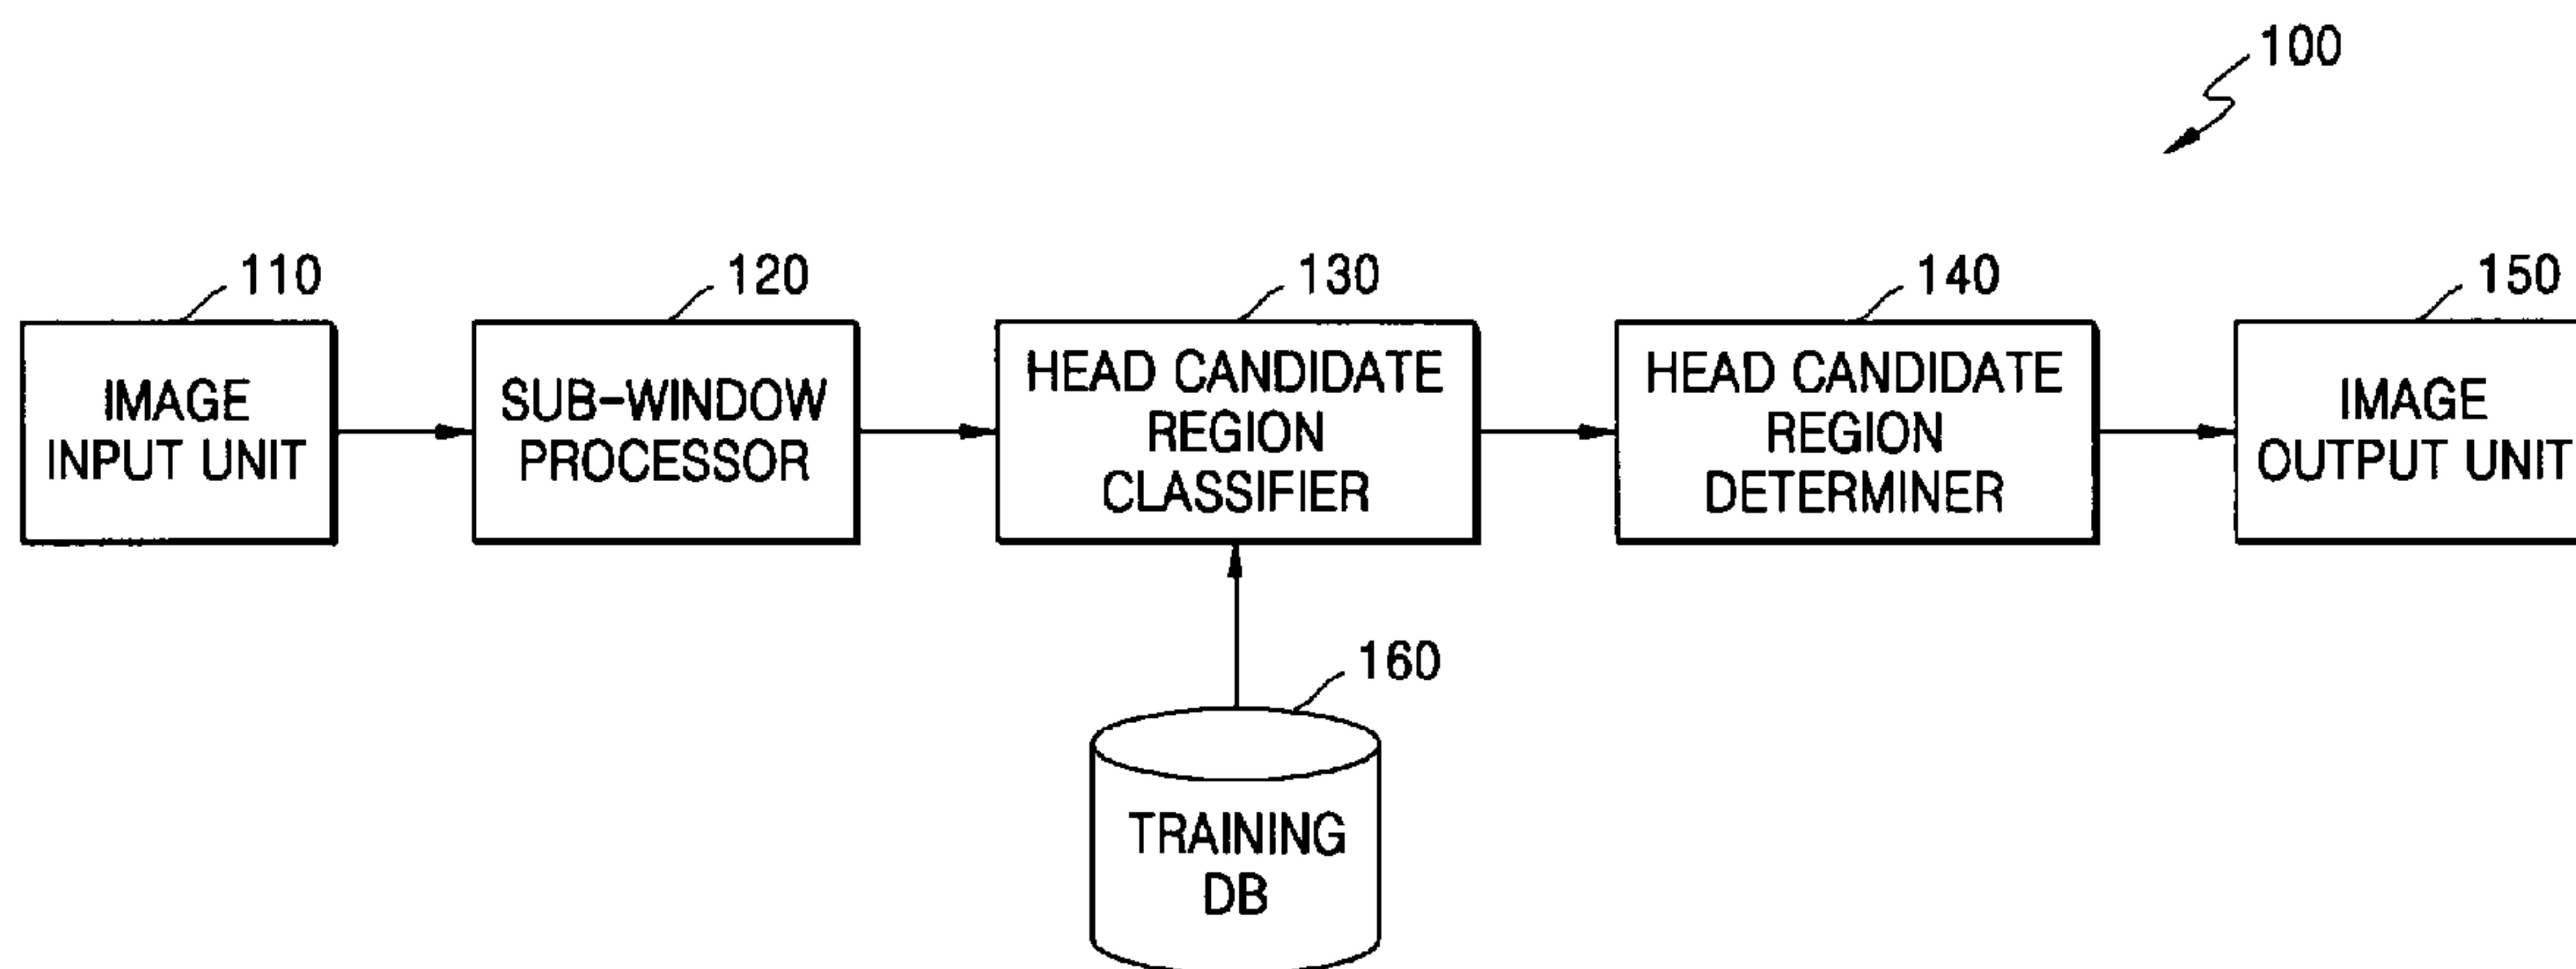 100
110
120
130
140
150
IMAGE
INPUT UNIT
SUB-WINDOW
PROCESSOR
HEAD CANDIDATE
REGION
CLASSIFIER
HEAD CANDIDATE
REGION
DETERMINER
IMAGE
OUTPUT UNIT
160
TRAINING
DB